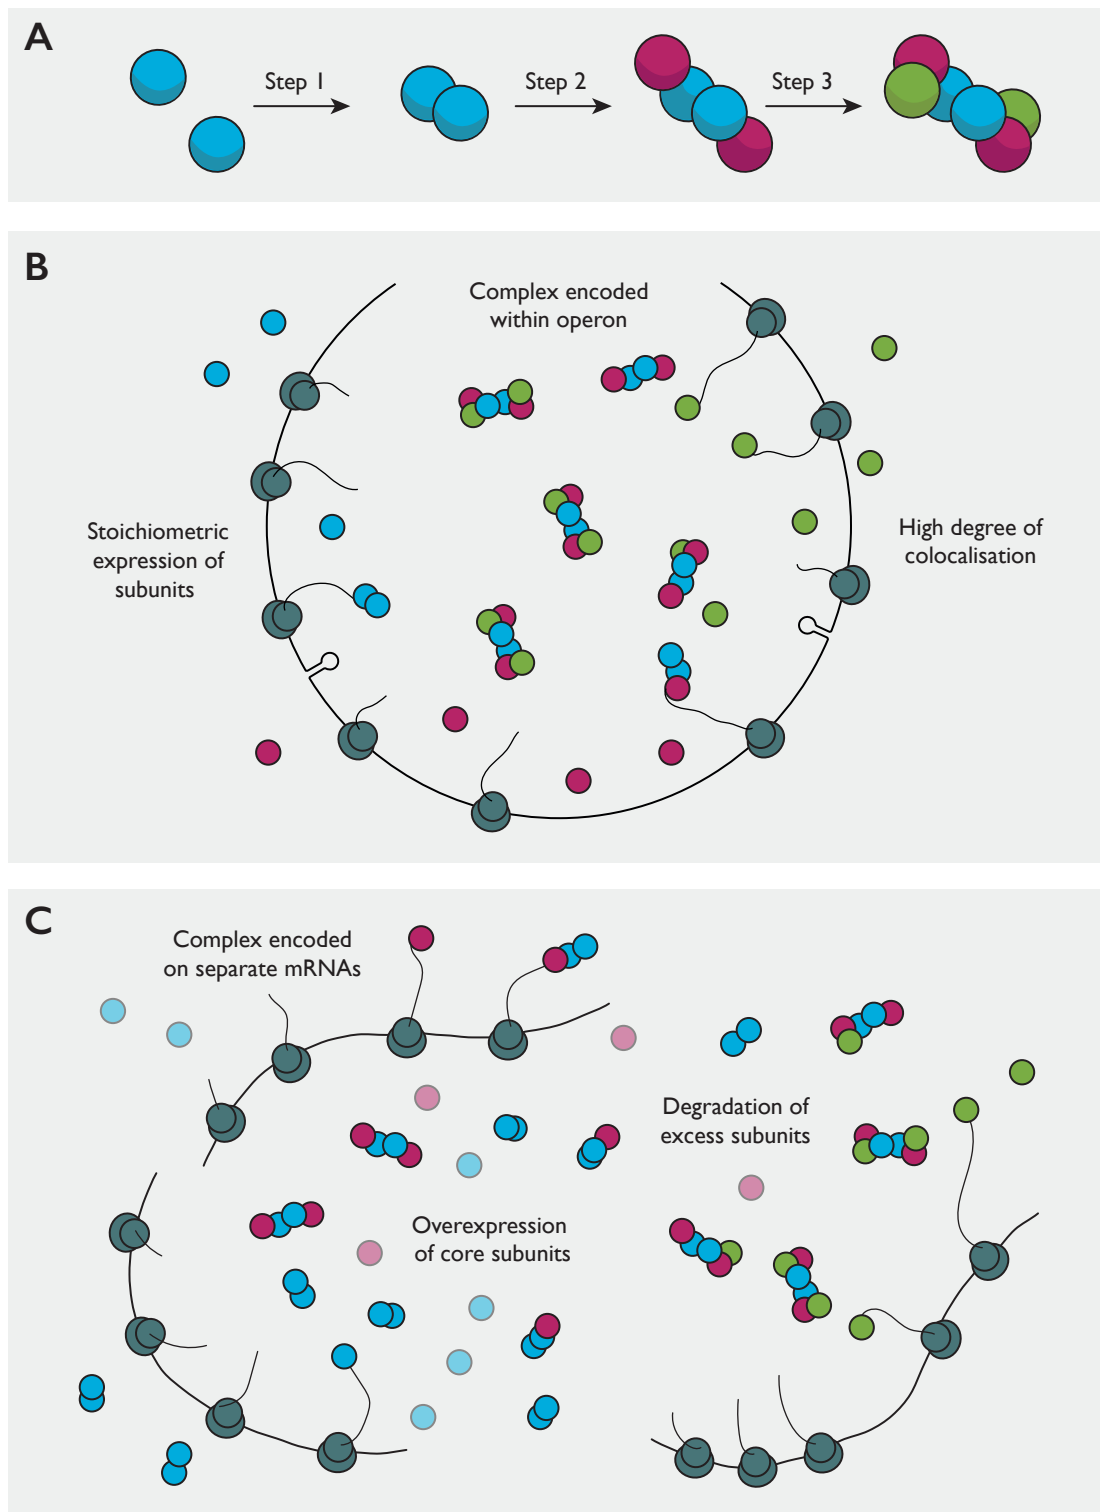 A
Step 1
Step 2
Step 3
B
Complex encoded
within operon
Stoichiometric
expression of
subunits
High degree of
colocalisation
C
Complex encoded
on separate mRNAs
Degradation of
excess subunits
Overexpression
of core subunits